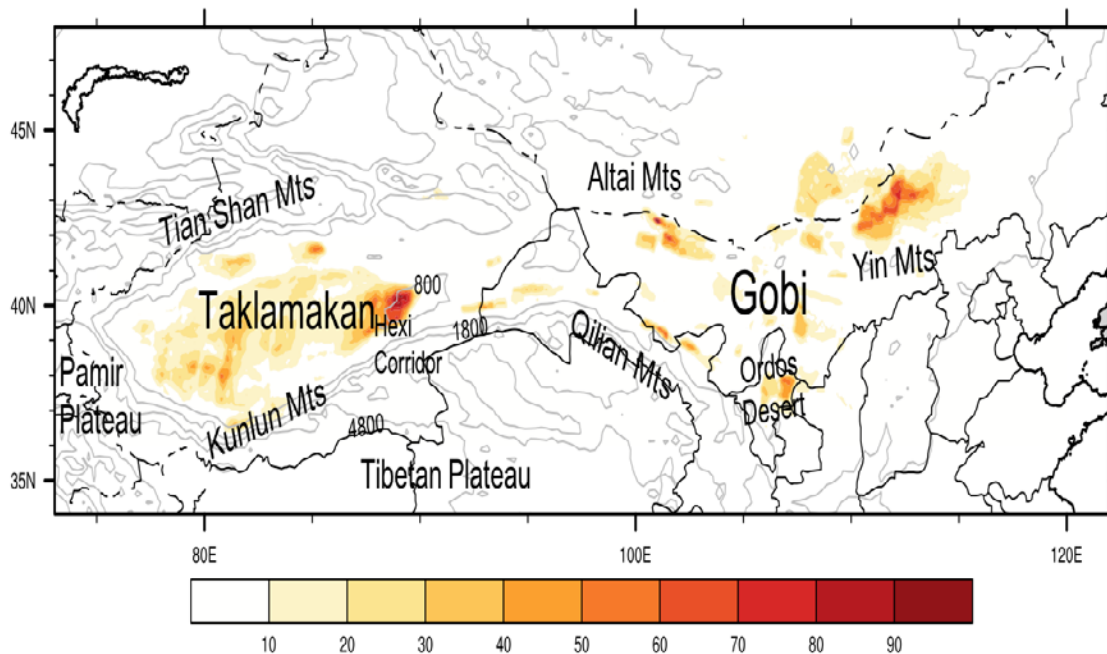 45N
40N
35N
Altai Mts
Tian Shan Mts
Yin Mts
Gobi
800
Taklamakan
Hexi
Corridor
1800
Qilian Mts
Pamir
Plateau
Ordos
Desert
Kunlun Mts
4800
Tibetan Plateau
80E
100E
120E
10
20
30
40
50
60
70
80
90